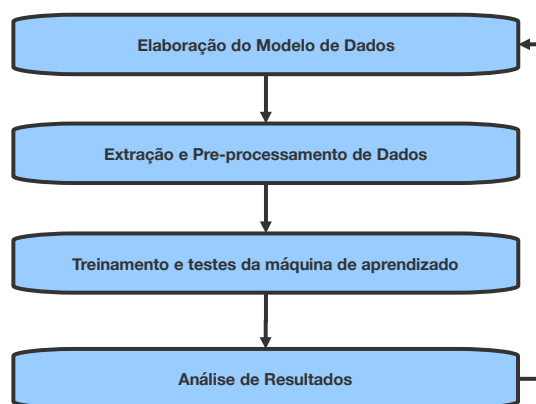 Elaboração do Modelo de Dados
Extração e Pre-processamento de Dados
Treinamento e testes da máquina de aprendizado
Análise de Resultados